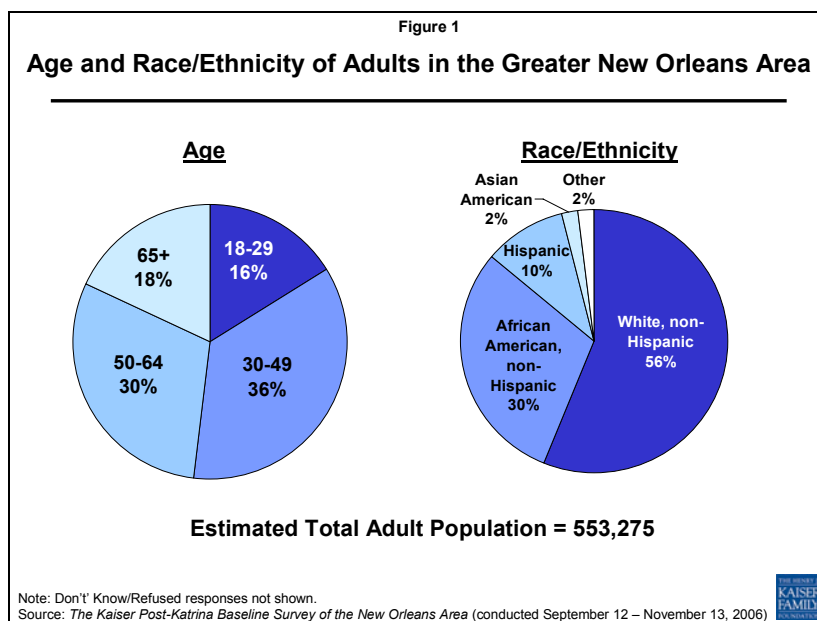 Figure 1
Age and Race/Ethnicity of Adults in the Greater New Orleans Area
Age
18-29
16%
30-49
36%
50-64
30%
65+
18%
Race/Ethnicity
Asian
American
2%
Other
2%
Hispanic
10%
African
American,
non-
Hispanic
30%
White, non-
Hispanic
56%
Estimated Total Adult Population = 553,275
Note: Don't' Know/Refused responses not shown.
Source: The Kaiser Post-Katrina Baseline Survey of the New Orleans Area (conducted September 12 – November 13, 2006)
THE HENRY J.
KAISER
FAMILY
FOUNDATION